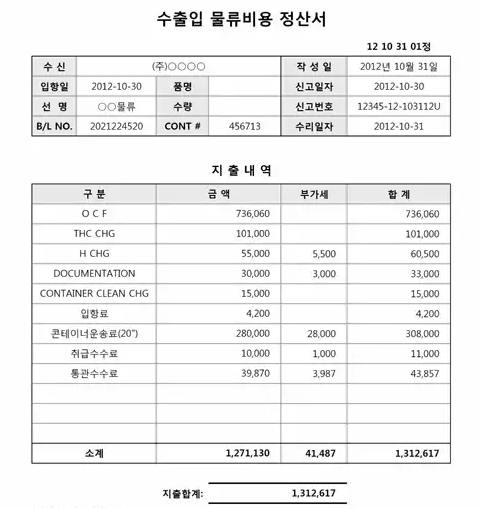 수출입 물류비용 정산서
12 10 31 01정
수 신 (주)○○○○ 작 성 일 2012년 10월 31일
입항일 2012-10-30 품명 신고일자 2012-10-30
선 명 ○○물류 수량 신고번호 12345-12-103112U
B/L NO. 2021224520 CONT # 456713 수리일자 2012-10-31
지 출 내 역
구 분 금 액 부가세 합 계
O C F 736,060 736,060
THC CHG 101,000 101,000
H CHG 55,000 5,500 60,500
DOCUMENTATION 30,000 3,000 33,000
CONTAINER CLEAN CHG 15,000 15,000
입항료 4,200 4,200
콘테이너운송료(20") 280,000 28,000 308,000
취급수수료 10,000 1,000 11,000
통관수수료 39,870 3,987 43,857
소계 1,271,130 41,487 1,312,617
지출합계: 1,312,617